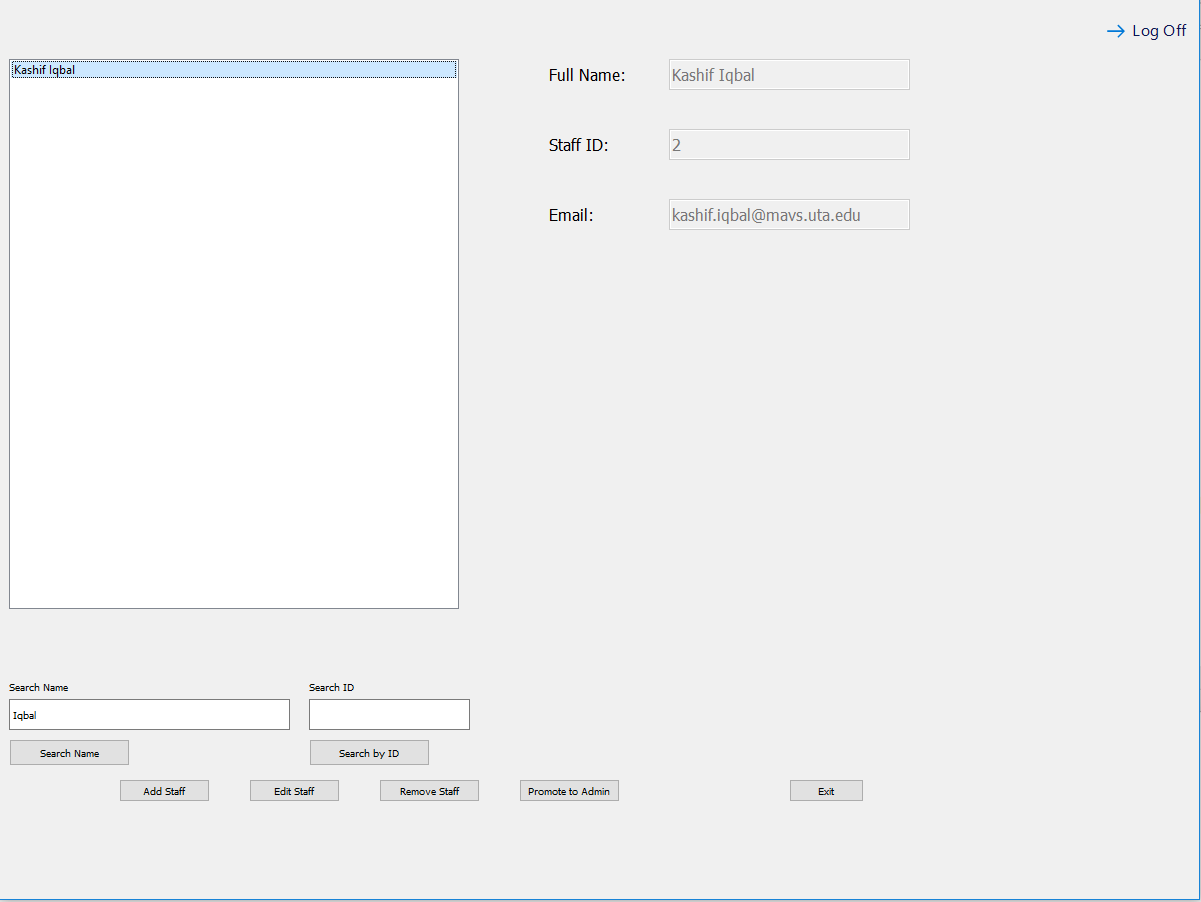 Log Off
Kashif Iqbal
Full Name: Kashif Iqbal
Staff ID: 2
Email: kashif.iqbal@mavs.uta.edu
Search Name Search ID
Iqbal
Search Name Search by ID
Add Staff Edit Staff Remove Staff Promote to Admin Exit